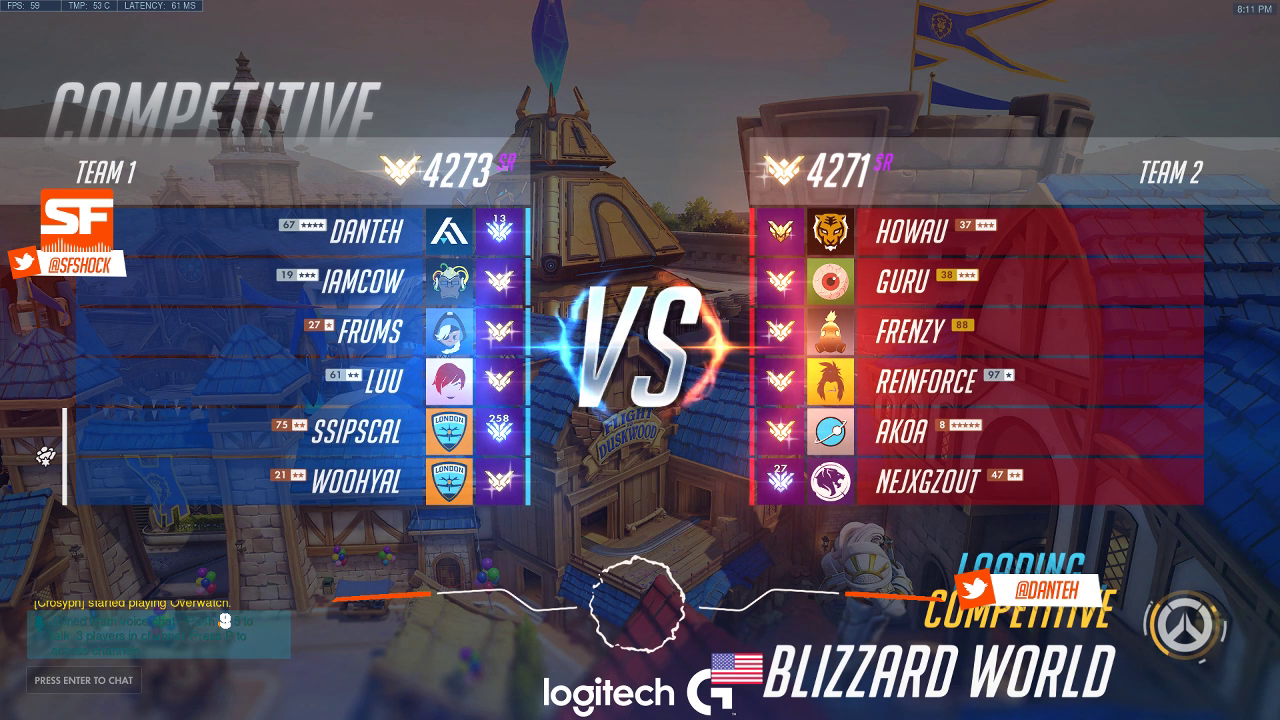 FPS: 59 TMP: 53 C LATENCY: 61 MS
8:11 PM
COMPETITIVE
TEAM 1
4273 SR
4271 SR
TEAM 2
SF
@SFSHOCK
67 DANTEH 13
19 IAMCOW
27 FRUMS
61 LUU
75 SSIPSCAL LONDON 258
21 WOOHYAL LONDON
VS
HOWAU 37
GURU 38
FRENZY 88
REINFORCE 97
AKOA 8
27 NEJXGZOUT 47
FLIGHT
DUSKWOOD
LOADING
@DANTEH
COMPETITIVE
BLIZZARD WORLD
started playing Overwatch.
PRESS ENTER TO CHAT
logitech G